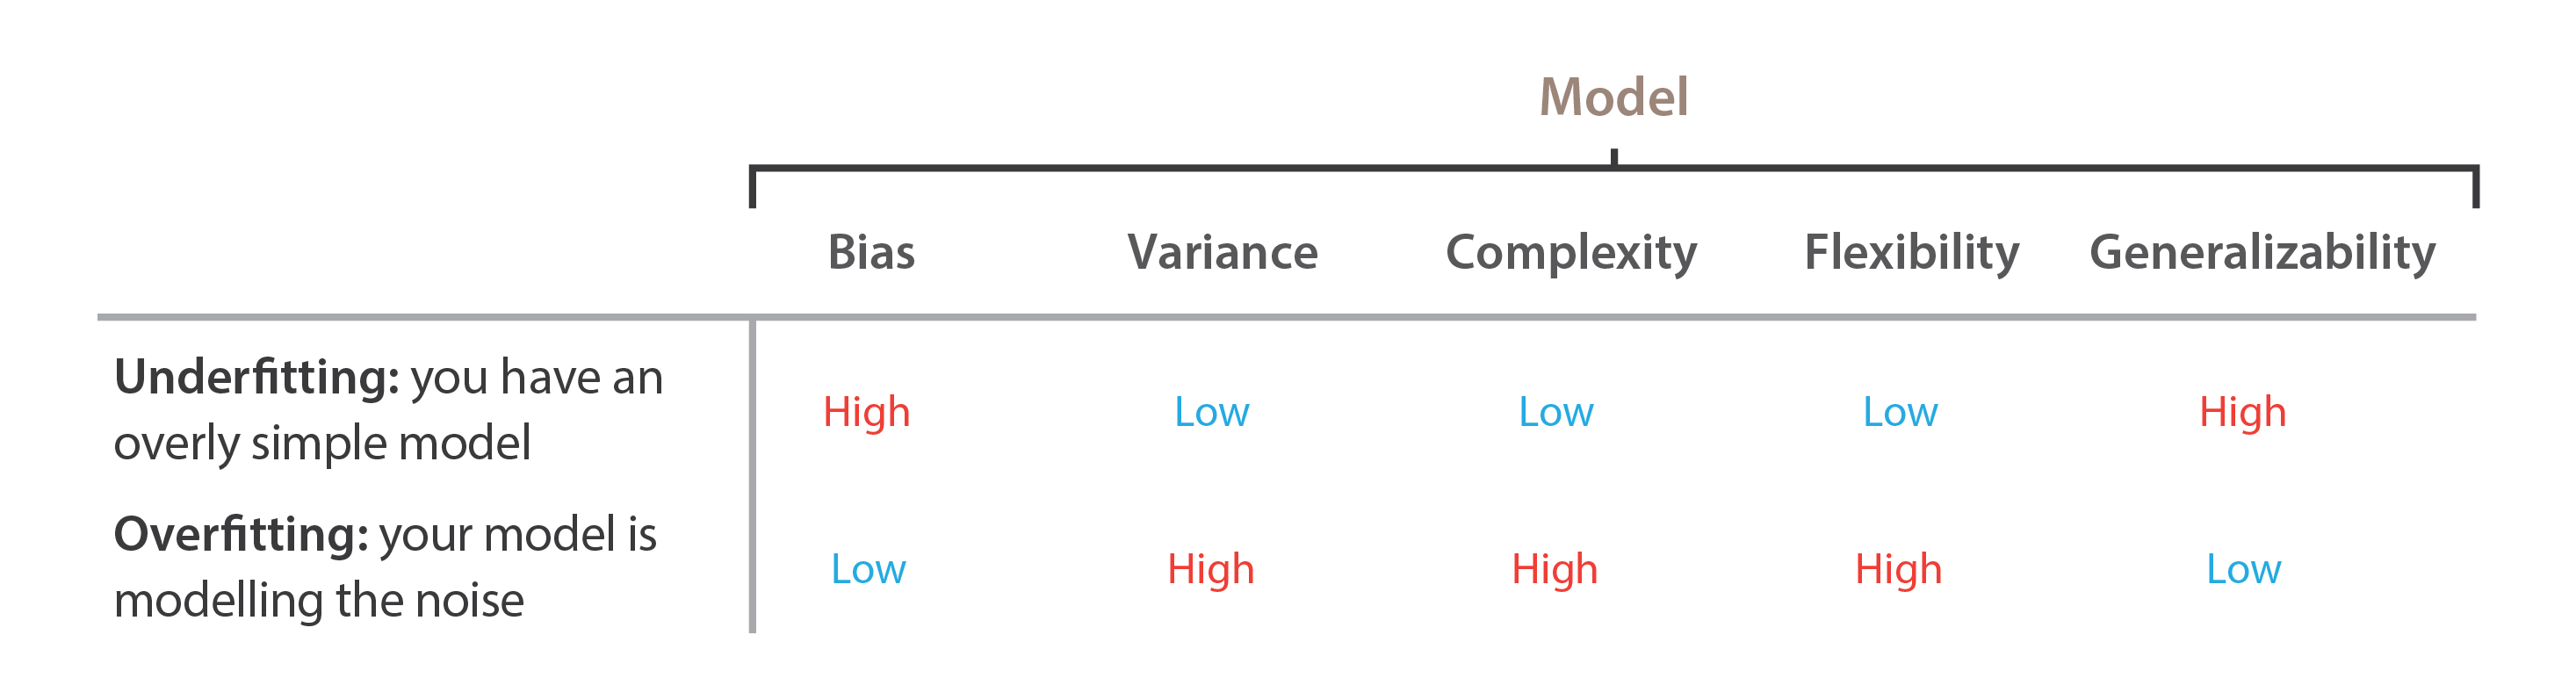 Model
Bias Variance Complexity Flexibility Generalizability
Underfitting: you have an
overly simple model
High Low Low Low High
Overfitting: your model is
modelling the noise
Low High High High Low